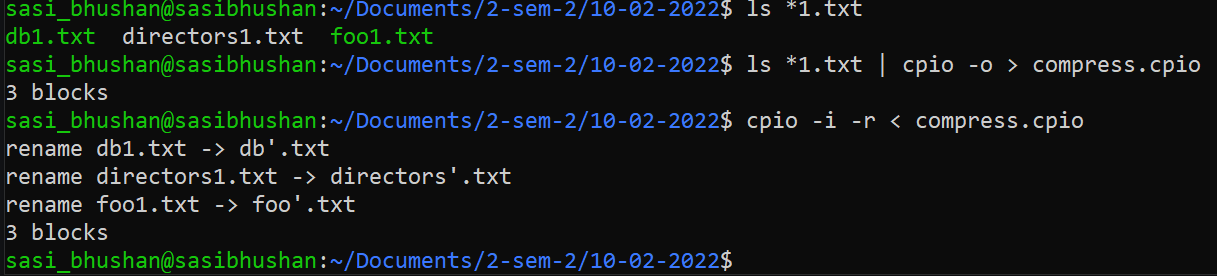 sasi_bhushan@sasibhushan:~/Documents/2-sem-2/10-02-2022$ ls *1.txt
db1.txt  directors1.txt  foo1.txt
sasi_bhushan@sasibhushan:~/Documents/2-sem-2/10-02-2022$ ls *1.txt | cpio -o > compress.cpio
3 blocks
sasi_bhushan@sasibhushan:~/Documents/2-sem-2/10-02-2022$ cpio -i -r < compress.cpio
rename db1.txt -> db'.txt
rename directors1.txt -> directors'.txt
rename foo1.txt -> foo'.txt
3 blocks
sasi_bhushan@sasibhushan:~/Documents/2-sem-2/10-02-2022$